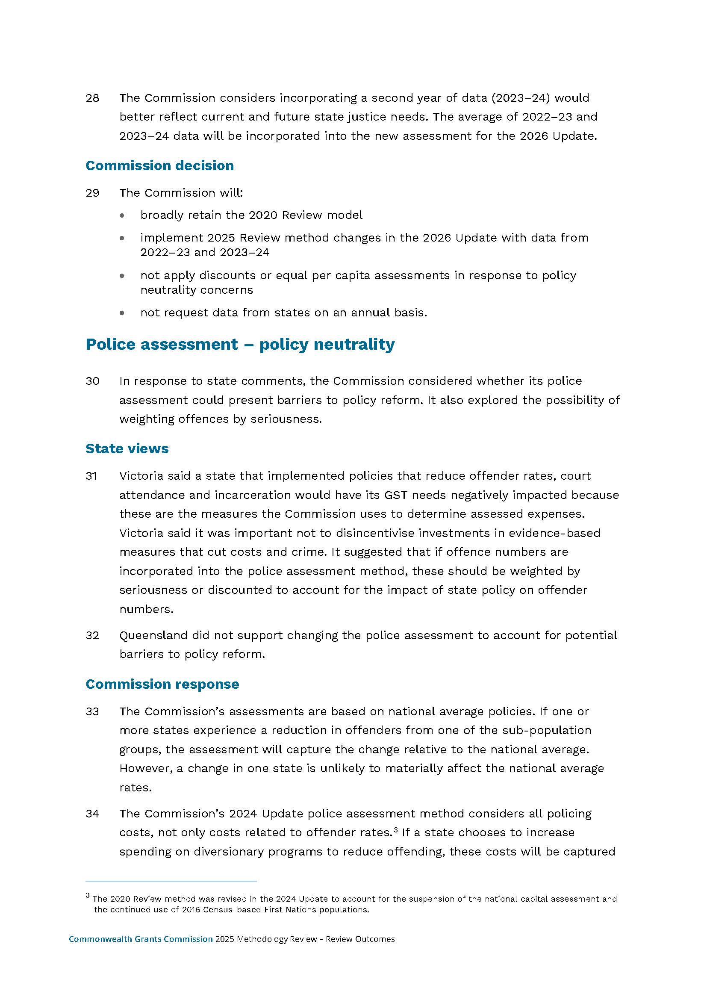 28 The Commission considers incorporating a second year of data (2023–24) would
better reflect current and future state justice needs. The average of 2022–23 and
2023–24 data will be incorporated into the new assessment for the 2026 Update.
Commission decision
29 The Commission will:
• broadly retain the 2020 Review model
• implement 2025 Review method changes in the 2026 Update with data from
2022–23 and 2023–24
• not apply discounts or equal per capita assessments in response to policy
neutrality concerns
• not request data from states on an annual basis.
Police assessment – policy neutrality
30 In response to state comments, the Commission considered whether its police
assessment could present barriers to policy reform. It also explored the possibility of
weighting offences by seriousness.
State views
31 Victoria said a state that implemented policies that reduce offender rates, court
attendance and incarceration would have its GST needs negatively impacted because
these are the measures the Commission uses to determine assessed expenses.
Victoria said it was important not to disincentivise investments in evidence-based
measures that cut costs and crime. It suggested that if offence numbers are
incorporated into the police assessment method, these should be weighted by
seriousness or discounted to account for the impact of state policy on offender
numbers.
32 Queensland did not support changing the police assessment to account for potential
barriers to policy reform.
Commission response
33 The Commission’s assessments are based on national average policies. If one or
more states experience a reduction in offenders from one of the sub-population
groups, the assessment will capture the change relative to the national average.
However, a change in one state is unlikely to materially affect the national average
rates.
34 The Commission’s 2024 Update police assessment method considers all policing
costs, not only costs related to offender rates.³ If a state chooses to increase
spending on diversionary programs to reduce offending, these costs will be captured
³ The 2020 Review method was revised in the 2024 Update to account for the suspension of the national capital assessment and
the continued use of 2016 Census-based First Nations populations.
Commonwealth Grants Commission 2025 Methodology Review – Review Outcomes